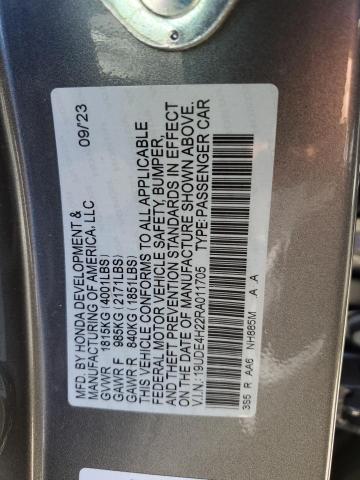 MFD. BY HONDA DEVELOPMENT & 09/23
MANUFACTURING OF AMERICA, LLC
GVWR 1815KG (4001LBS)
GAWR F 985KG (2171LBS)
GAWR R 840KG (1851LBS)
THIS VEHICLE CONFORMS TO ALL APPLICABLE
FEDERAL MOTOR VEHICLE SAFETY, BUMPER,
AND THEFT PREVENTION STANDARDS IN EFFECT
ON THE DATE OF MANUFACTURE SHOWN ABOVE.
V.I.N.:19UDE4H22RA011705 TYPE:PASSENGER CAR
3S5 R AA6 NH885M .A .A